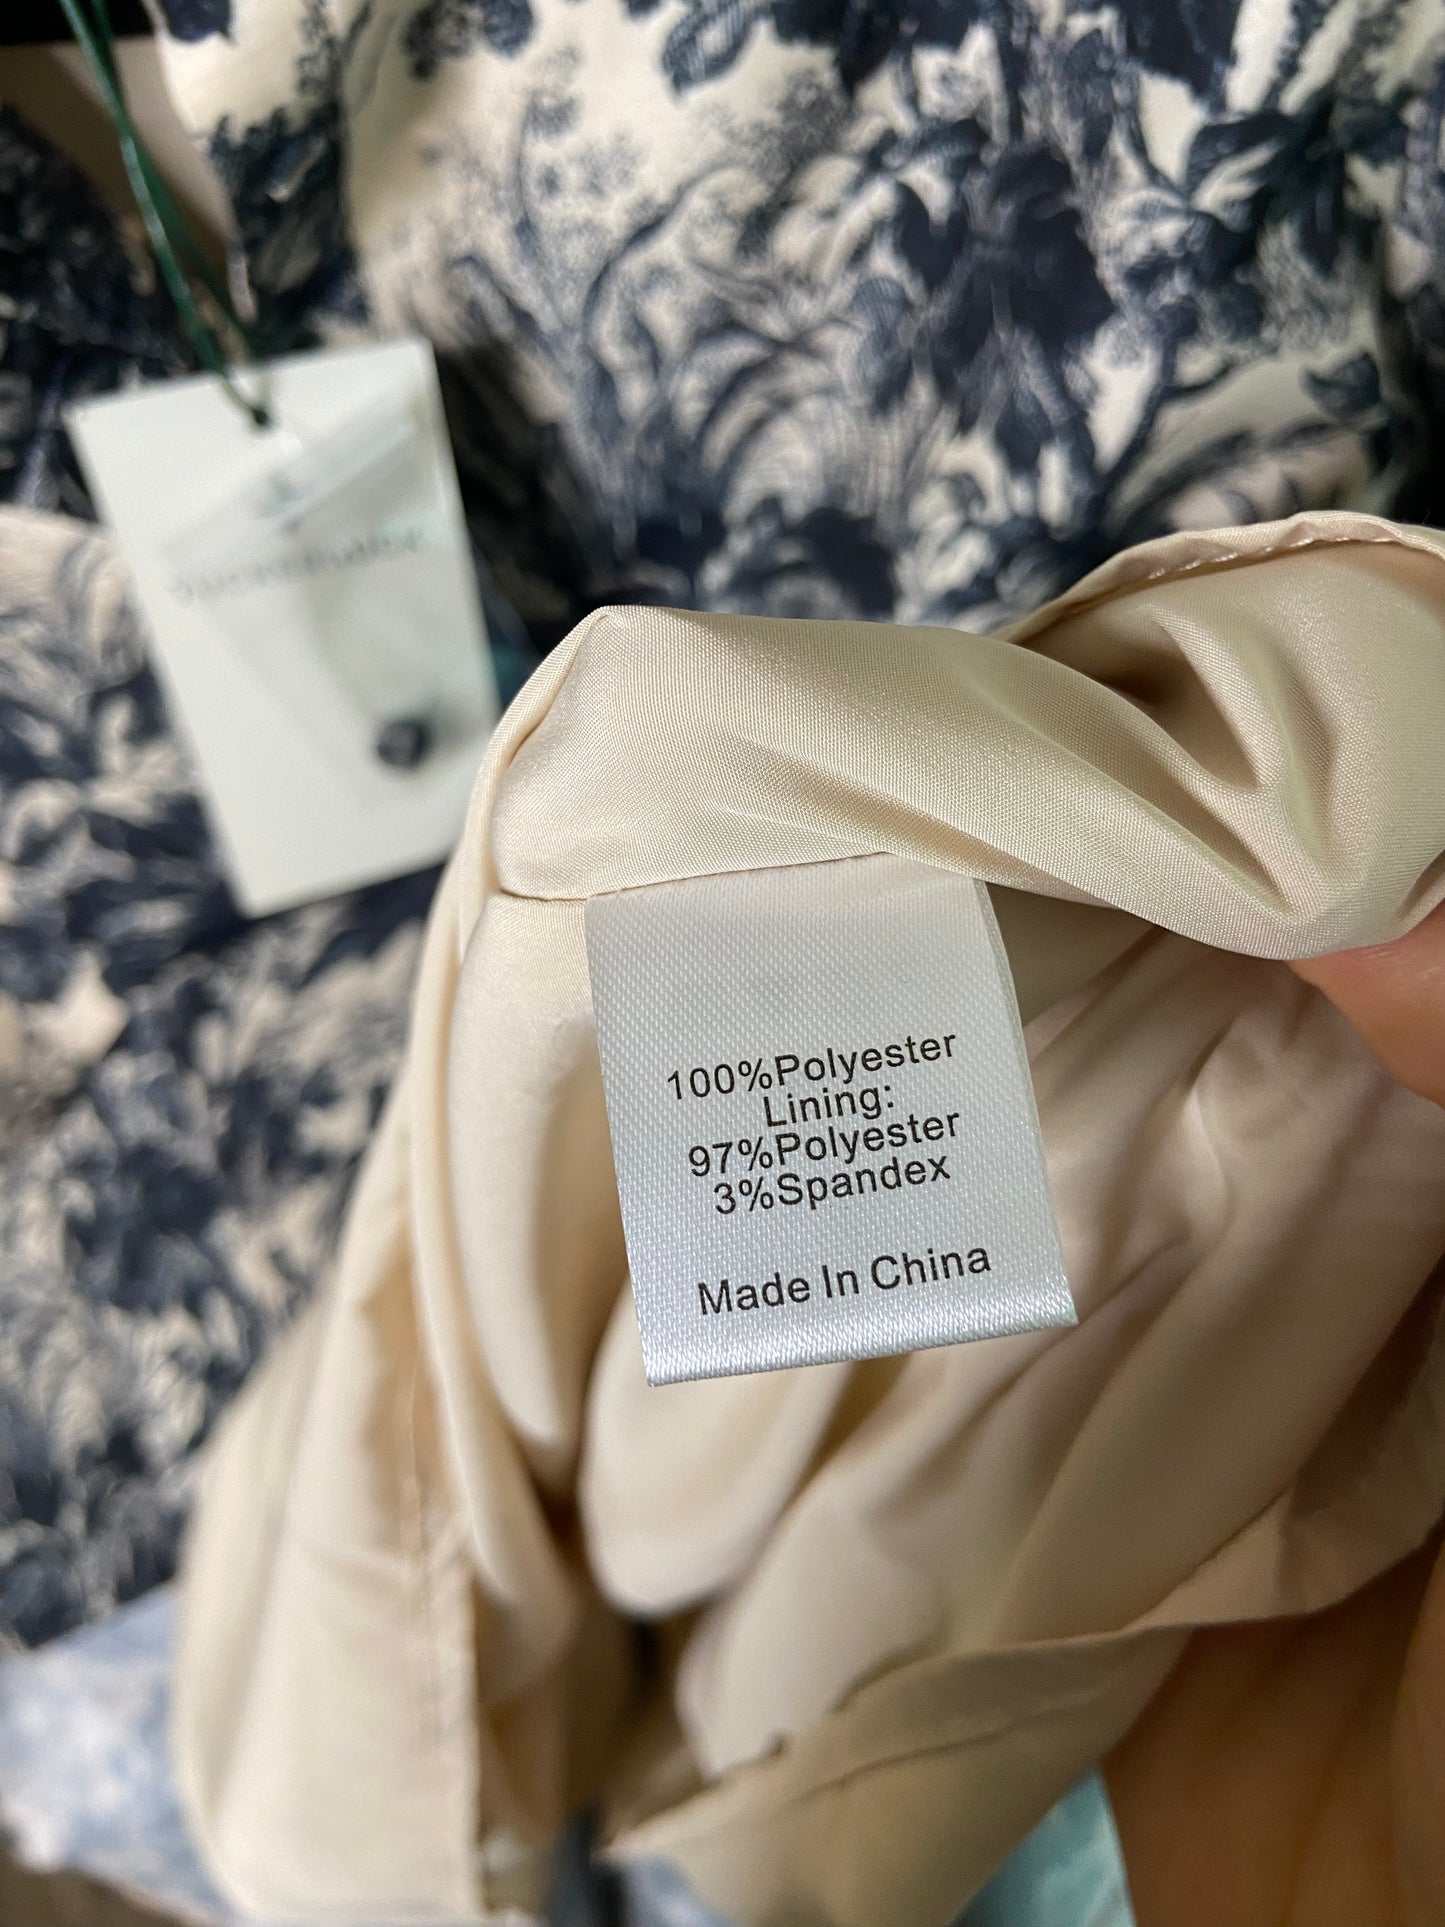 100%Polyester
Lining:
97%Polyester
3%Spandex
Made In China